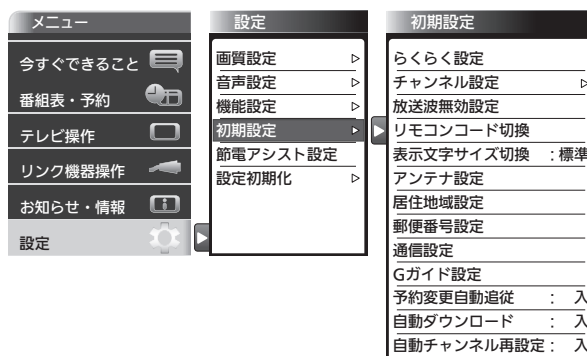 メニュー
今すぐできること
番組表・予約
テレビ操作
リンク機器操作
お知らせ・情報
設定
設定
画質設定
音声設定
機能設定
初期設定
節電アシスト設定
設定初期化
初期設定
らくらく設定
チャンネル設定
放送波無効設定
リモコンコード切換
表示文字サイズ切換 :標準
アンテナ設定
居住地域設定
郵便番号設定
通信設定
Gガイド設定
予約変更自動追従 : 入
自動ダウンロード : 入
自動チャンネル再設定 : 入